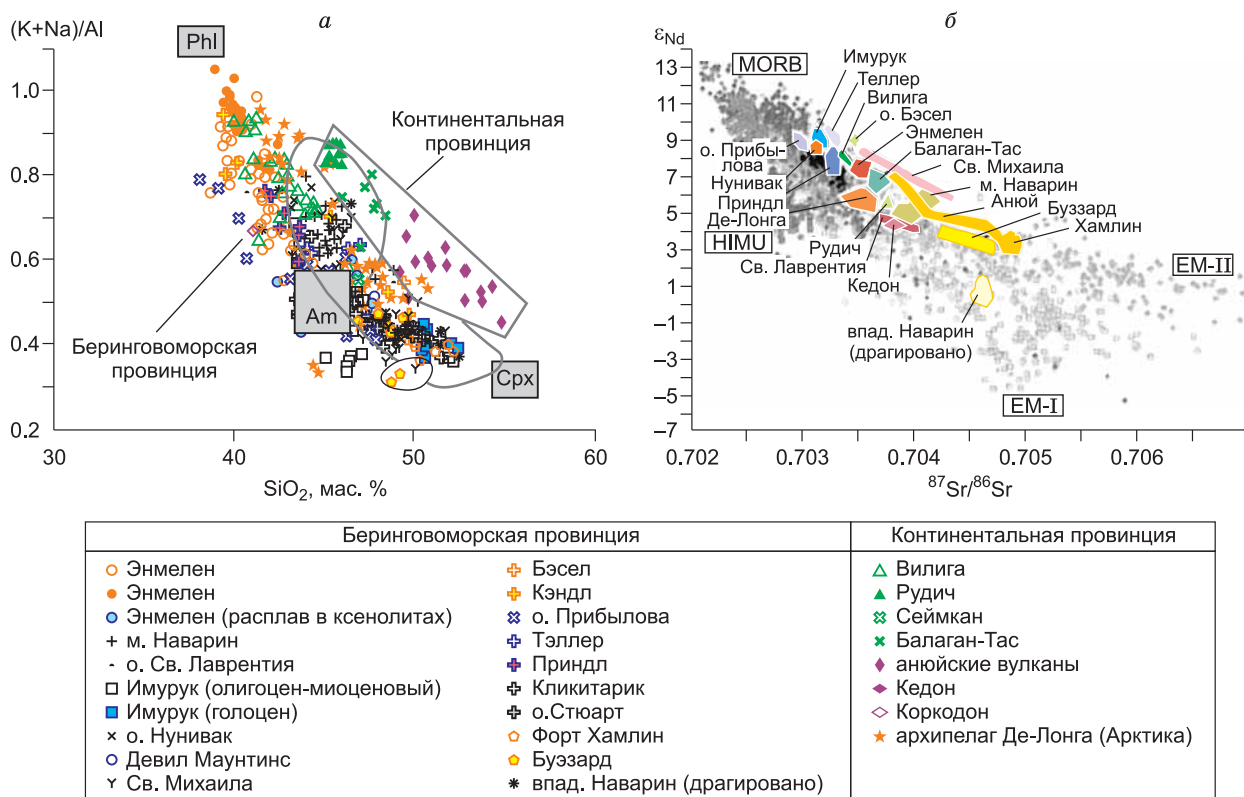 (K+Na)/Al
а
Phl
1.0
0.8
0.6
0.4
0.2
30
40
50
60
SiO₂, мас. %
Континентальная
провинция
Беринговоморская
провинция
Am
Cpx
б
εNd
13
11
9
7
5
3
1
−1
−3
−5
−7
0.702
0.703
0.704
0.705
0.706
⁸⁷Sr/⁸⁶Sr
MORB
HIMU
EM-II
EM-I
Имурук
Теллер
Вилига
о. Бэсел
Энмелен
Балаган-Тас
Св. Михаила
м. Наварин
Анюй
Буззард
Хамлин
о. Прибы-
лова
Нунивак
Приндл
Де-Лонга
Рудич
Св. Лаврентия
Кедон
впад. Наварин
(драгировано)
Беринговоморская провинция
Континентальная провинция
Энмелен
Энмелен
Энмелен (расплав в ксенолитах)
м. Наварин
о. Св. Лаврентия
Имурук (олигоцен-миоценовый)
Имурук (голоцен)
о. Нунивак
Девил Маунтинс
Св. Михаила
Бэсел
Кэндл
о. Прибылова
Тэллер
Приндл
Кликитарик
о.Стюарт
Форт Хамлин
Буэзард
впад. Наварин (драгировано)
Вилига
Рудич
Сеймкан
Балаган-Тас
анюйские вулканы
Кедон
Коркодон
архипелаг Де-Лонга (Арктика)